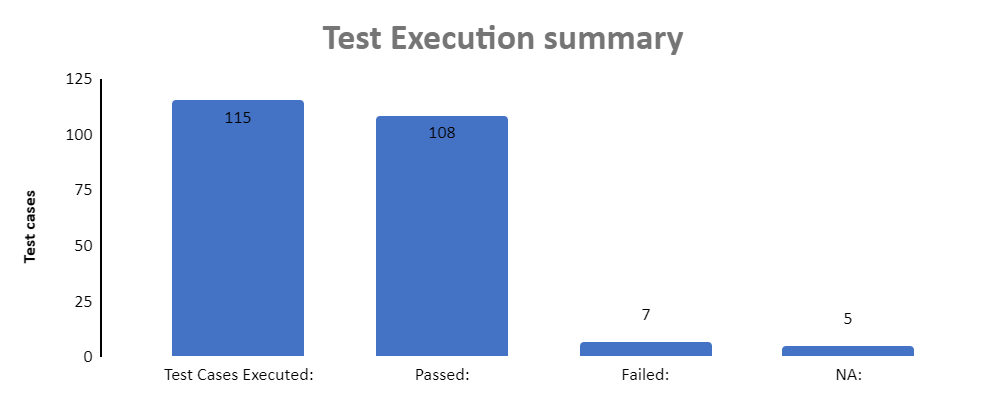 Test Execution summary
125
100
75
50
25
0
Test cases
115
108
7
5
Test Cases Executed:
Passed:
Failed:
NA: